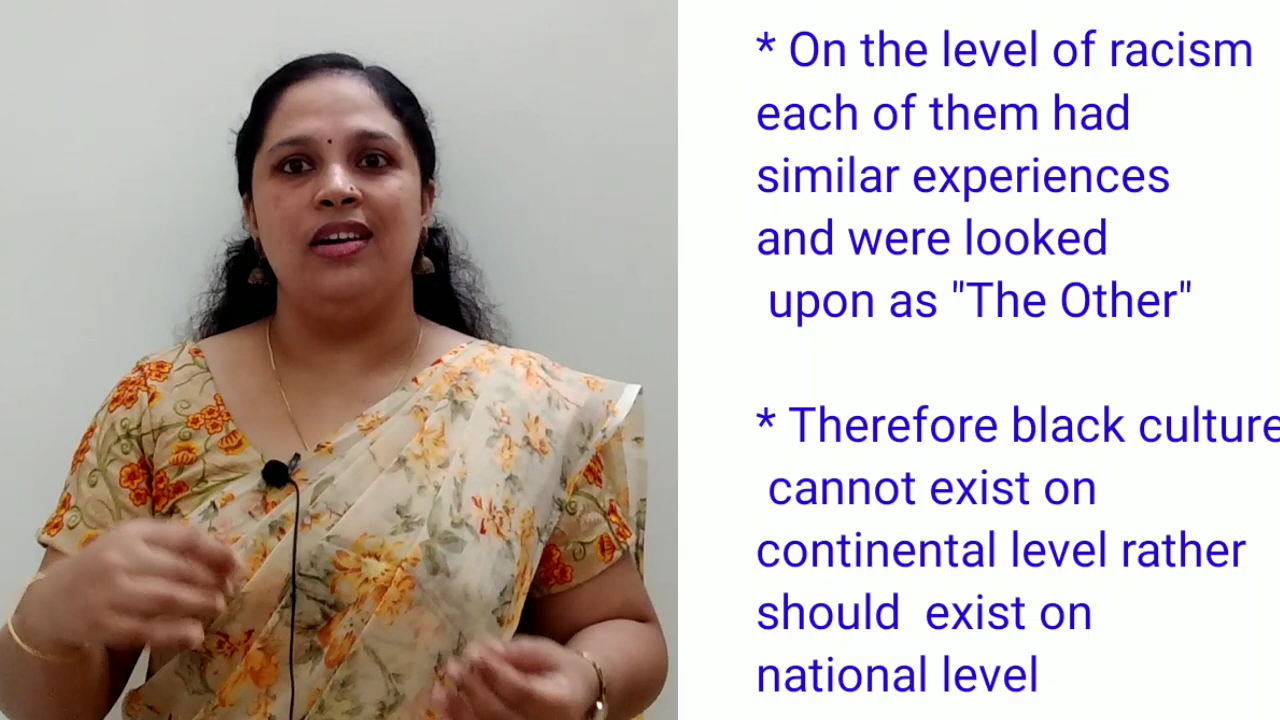 * On the level of racism
each of them had
similar experiences
and were looked
upon as "The Other"
* Therefore black culture
cannot exist on
continental level rather
should  exist on
national level